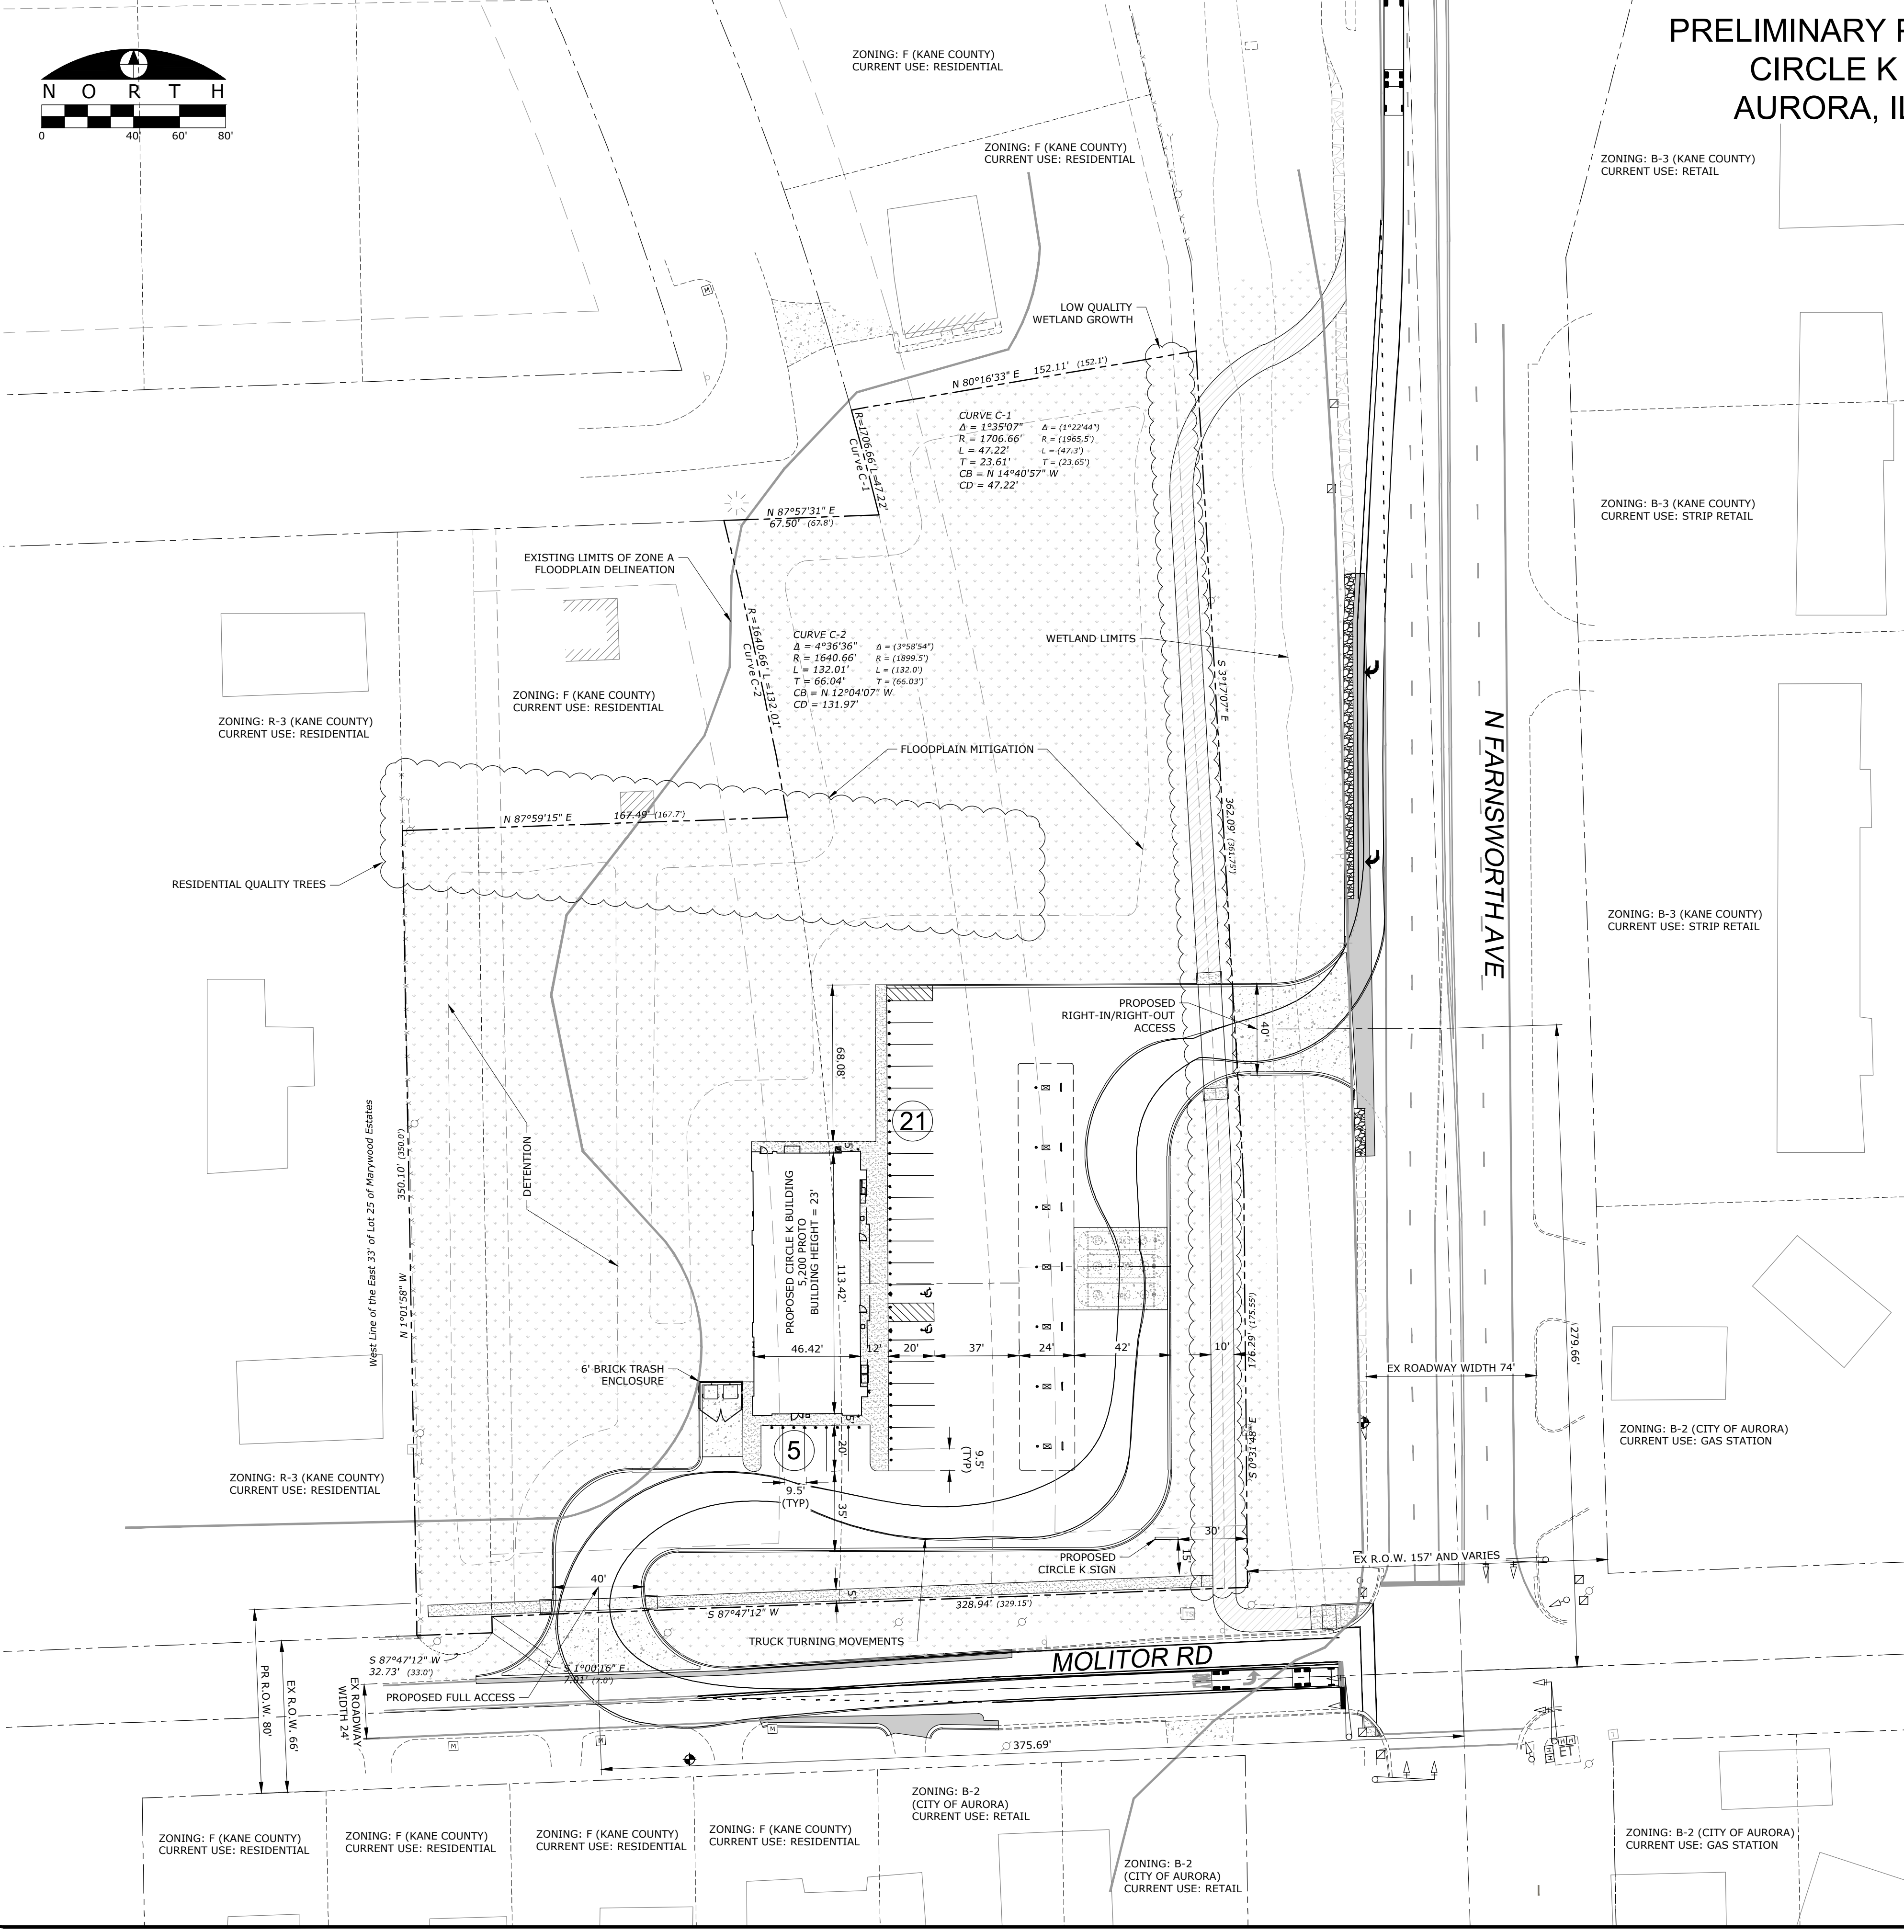 PRELIMINARY
CIRCLE K
AURORA, IL
N O R T H
0 40' 60' 80'
ZONING: F (KANE COUNTY)
CURRENT USE: RESIDENTIAL
ZONING: F (KANE COUNTY)
CURRENT USE: RESIDENTIAL
ZONING: B-3 (KANE COUNTY)
CURRENT USE: RETAIL
M
LOW QUALITY
WETLAND GROWTH
N 80°16'33" E 152.11' (152.1')
CURVE C-1
Δ = 1°35'07" Δ = (1°22'44")
R = 1706.66' R = (1965.5')
L = 47.22' L = (47.3')
T = 23.61' T = (23.65')
CB = N 14°40'57" W
CD = 47.22'
R=1706.66' L=47.22'
Curve C-1
N 87°57'31" E
67.50' (67.8')
ZONING: B-3 (KANE COUNTY)
CURRENT USE: STRIP RETAIL
EXISTING LIMITS OF ZONE A
FLOODPLAIN DELINEATION
R=1640.66' L=132.01'
Curve C-2
CURVE C-2
Δ = 4°36'36" Δ = (3°58'54")
R = 1640.66' R = (1899.5')
L = 132.01' L = (132.0')
T = 66.04' T = (66.03')
CB = N 12°04'07" W
CD = 131.97'
WETLAND LIMITS
S 3°17'07" E
362.09' (361.75')
ZONING: F (KANE COUNTY)
CURRENT USE: RESIDENTIAL
ZONING: R-3 (KANE COUNTY)
CURRENT USE: RESIDENTIAL
FLOODPLAIN MITIGATION
N FARNSWORTH AVE
N 87°59'15" E 167.49' (167.7')
RESIDENTIAL QUALITY TREES
ZONING: B-3 (KANE COUNTY)
CURRENT USE: STRIP RETAIL
PROPOSED
RIGHT-IN/RIGHT-OUT
ACCESS
40'
68.08'
21
5'
DETENTION
West Line of the East 33' of Lot 25 of Marywood Estates
N 1°01'58" W 350.10' (350.0')
PROPOSED CIRCLE K BUILDING
5,200 PROTO
BUILDING HEIGHT = 23'
113.42'
46.42' 12' 20' 37' 24' 42' 10'
S 0°31'48" E 176.29' (175.55')
279.66'
EX ROADWAY WIDTH 74'
6' BRICK TRASH
ENCLOSURE
5'
5
20'
9.5'
(TYP)
9.5'
(TYP)
35'
ZONING: B-2 (CITY OF AURORA)
CURRENT USE: GAS STATION
ZONING: R-3 (KANE COUNTY)
CURRENT USE: RESIDENTIAL
30'
15'
PROPOSED
CIRCLE K SIGN
EX R.O.W. 157' AND VARIES
40'
5'
S 87°47'12" W 328.94' (329.15')
TRUCK TURNING MOVEMENTS
MOLITOR RD
S 87°47'12" W
32.73' (33.0')
S 1°00'16" E
7.01' (7.0')
PROPOSED FULL ACCESS
PR R.O.W. 80'
EX R.O.W. 66'
EX ROADWAY
WIDTH 24'
M
M
M
375.69'
T
ZONING: B-2
(CITY OF AURORA)
CURRENT USE: RETAIL
ZONING: F (KANE COUNTY)
CURRENT USE: RESIDENTIAL
ZONING: F (KANE COUNTY)
CURRENT USE: RESIDENTIAL
ZONING: F (KANE COUNTY)
CURRENT USE: RESIDENTIAL
ZONING: F (KANE COUNTY)
CURRENT USE: RESIDENTIAL
ZONING: B-2
(CITY OF AURORA)
CURRENT USE: RETAIL
ZONING: B-2 (CITY OF AURORA)
CURRENT USE: GAS STATION